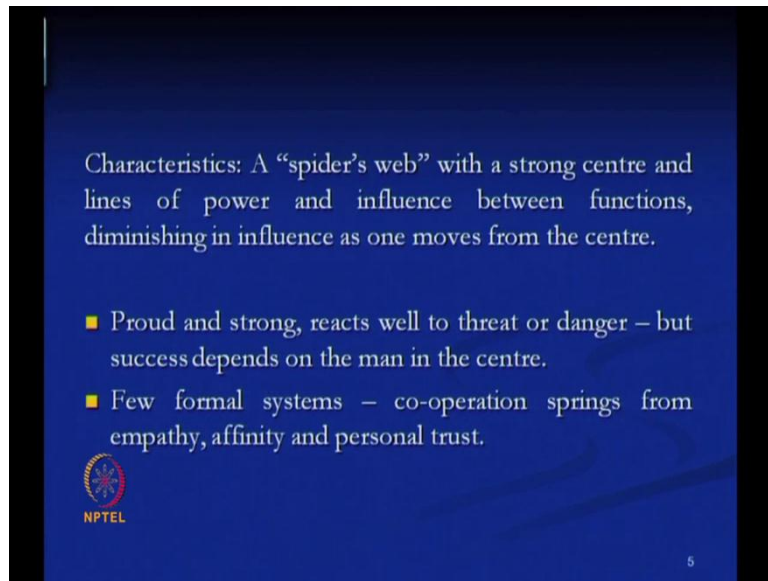 Characteristics: A “spider’s web” with a strong centre and
lines of power and influence between functions,
diminishing in influence as one moves from the centre.
Proud and strong, reacts well to threat or danger – but
success depends on the man in the centre.
Few formal systems – co-operation springs from
empathy, affinity and personal trust.
NPTEL
5